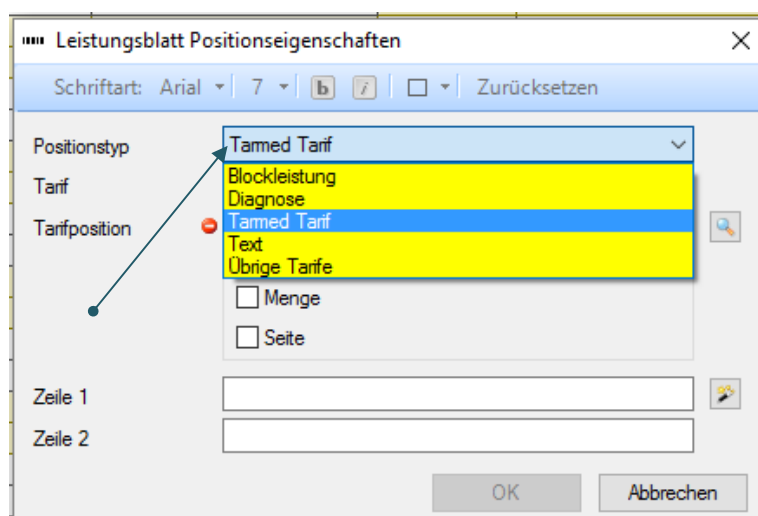 Leistungsblatt Positionseigenschaften
Schriftart: Arial 7 b i Zurücksetzen
Positionstyp Tarmed Tarif
Blockleistung
Tarif Diagnose
Tarifposition Tarmed Tarif
Text
Übrige Tarife
Menge
Seite
Zeile 1
Zeile 2
OK Abbrechen